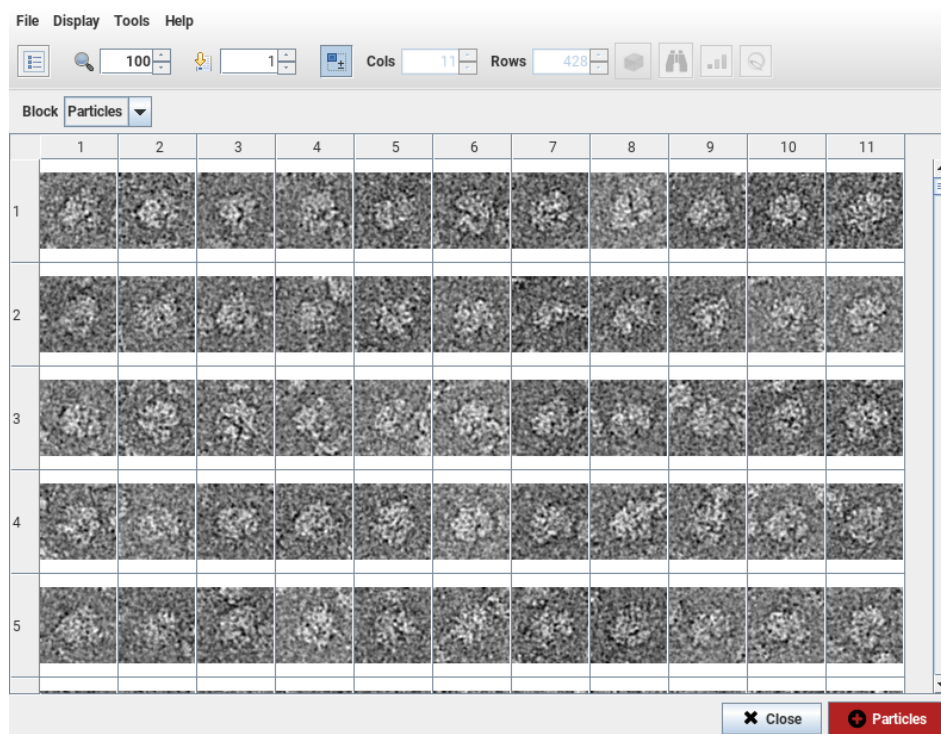 File Display Tools Help
100 1 Cols 11 Rows 428
Block Particles
1 2 3 4 5 6 7 8 9 10 11
1
2
3
4
5
Close Particles